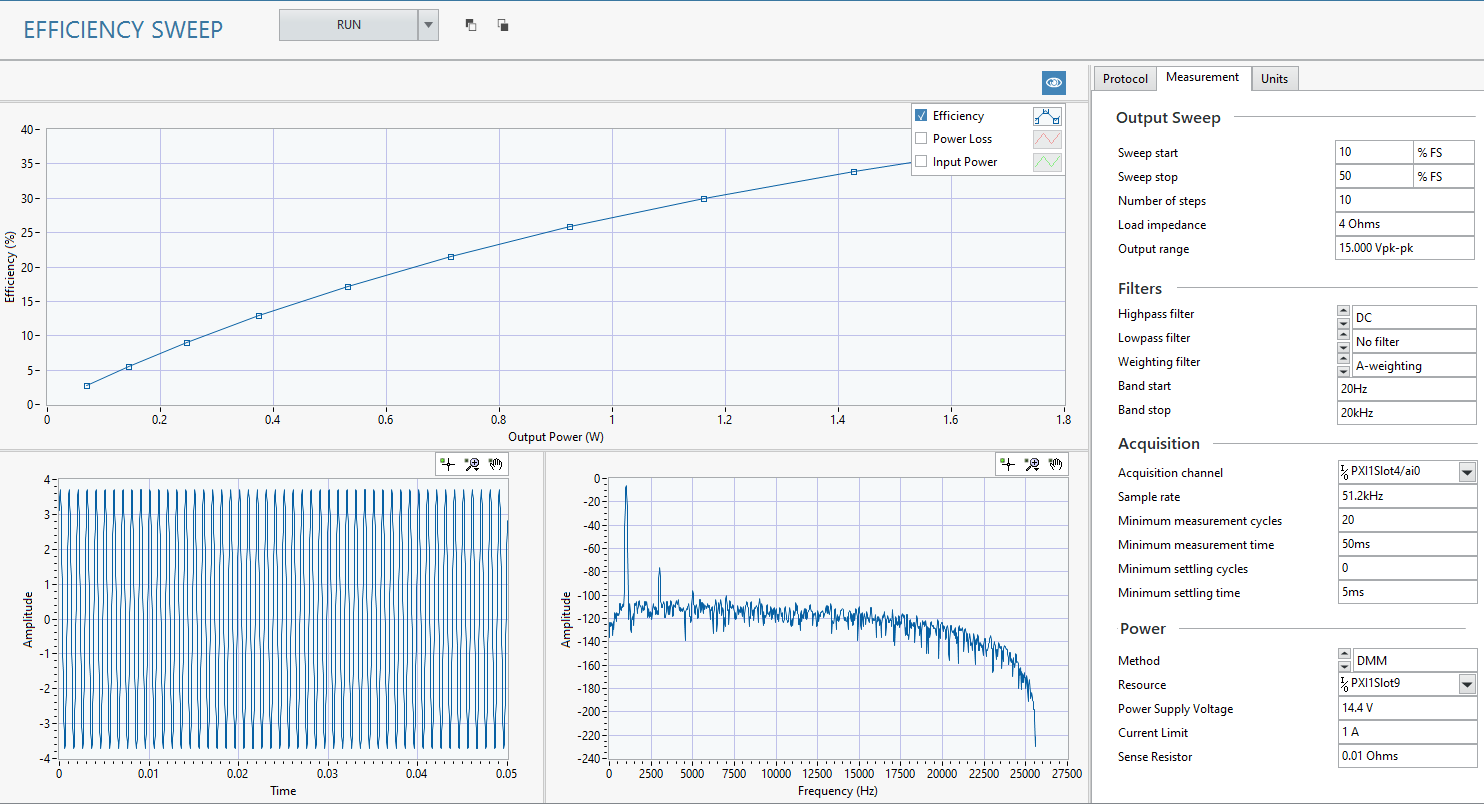 EFFICIENCY SWEEP
RUN
Efficiency
Power Loss
Input Power
Efficiency (%)
40
35
30
25
20
15
10
5
0
0 0.2 0.4 0.6 0.8 1 1.2 1.4 1.6 1.8
Output Power (W)
Amplitude
4
3
2
1
0
-1
-2
-3
-4
0 0.01 0.02 0.03 0.04 0.05
Time
Amplitude
0
-20
-40
-60
-80
-100
-120
-140
-160
-180
-200
-220
-240
0 2500 5000 7500 10000 12500 15000 17500 20000 22500 25000 27500
Frequency (Hz)
Protocol Measurement Units
Output Sweep
Sweep start 10 % FS
Sweep stop 50 % FS
Number of steps 10
Load impedance 4 Ohms
Output range 15.000 Vpk-pk
Filters
Highpass filter DC
Lowpass filter No filter
Weighting filter A-weighting
Band start 20Hz
Band stop 20kHz
Acquisition
Acquisition channel I/O PXI1Slot4/ai0
Sample rate 51.2kHz
Minimum measurement cycles 20
Minimum measurement time 50ms
Minimum settling cycles 0
Minimum settling time 5ms
Power
Method DMM
Resource I/O PXI1Slot9
Power Supply Voltage 14.4 V
Current Limit 1 A
Sense Resistor 0.01 Ohms